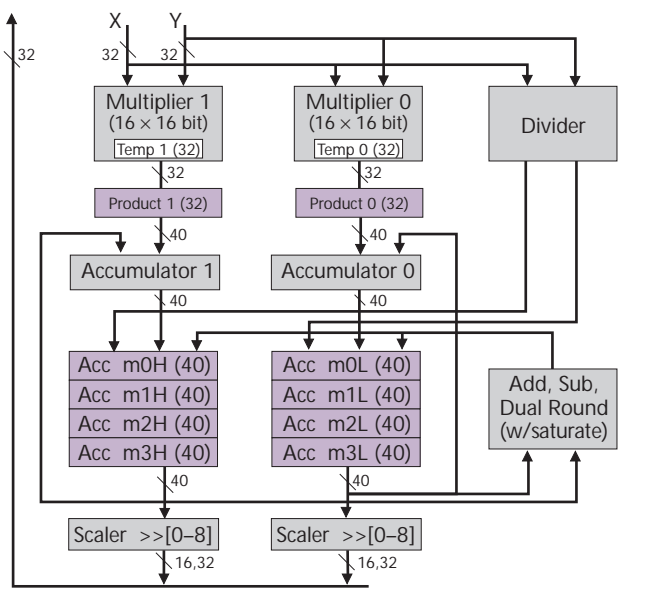 X Y
32
32 32
Multiplier 1
(16 × 16 bit)
Temp 1 (32)
Multiplier 0
(16 × 16 bit)
Temp 0 (32)
Divider
32
32
Product 1 (32)
Product 0 (32)
40
40
Accumulator 1
Accumulator 0
40
40
Acc m0H (40)
Acc m1H (40)
Acc m2H (40)
Acc m3H (40)
Acc m0L (40)
Acc m1L (40)
Acc m2L (40)
Acc m3L (40)
Add, Sub,
Dual Round
(w/saturate)
40
40
Scaler >>[0–8]
Scaler >>[0–8]
16,32
16,32